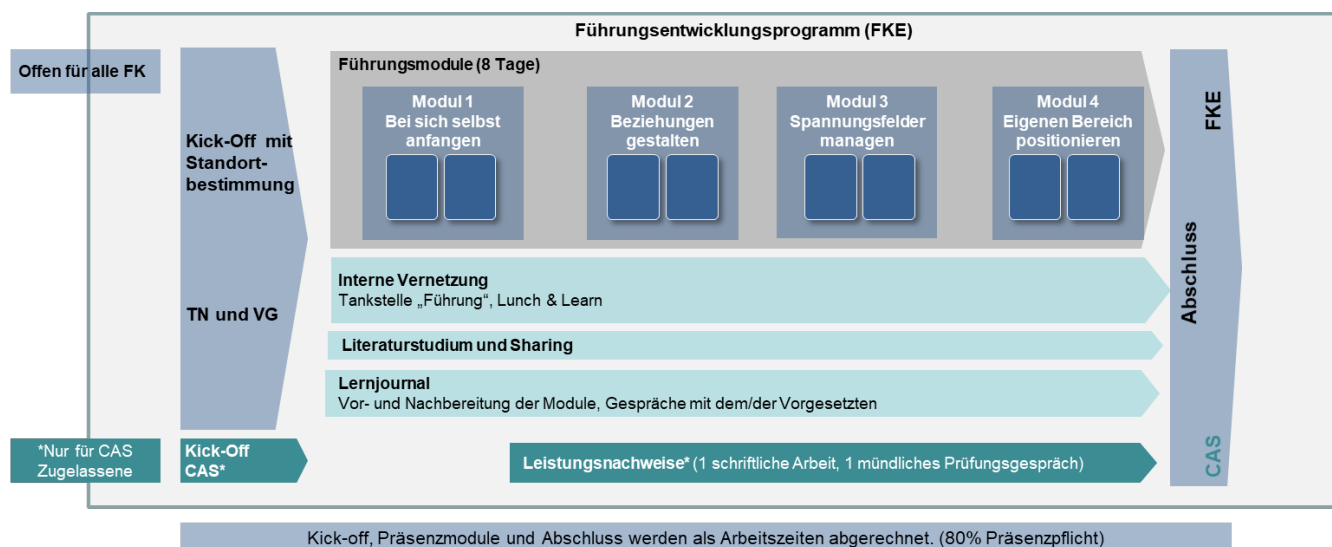 Führungsentwicklungsprogramm (FKE)
Offen für alle FK
Kick-Off mit
Standort-
bestimmung
TN und VG
Führungsmodule (8 Tage)
Modul 1
Bei sich selbst
anfangen
Modul 2
Beziehungen
gestalten
Modul 3
Spannungsfelder
managen
Modul 4
Eigenen Bereich
positionieren
Interne Vernetzung
Tankstelle „Führung“, Lunch & Learn
Literaturstudium und Sharing
Lernjournal
Vor- und Nachbereitung der Module, Gespräche mit dem/der Vorgesetzten
FKE
Abschluss
CAS
*Nur für CAS
Zugelassene
Kick-Off
CAS*
Leistungsnachweise* (1 schriftliche Arbeit, 1 mündliches Prüfungsgespräch)
Kick-off, Präsenzmodule und Abschluss werden als Arbeitszeiten abgerechnet. (80% Präsenzpflicht)